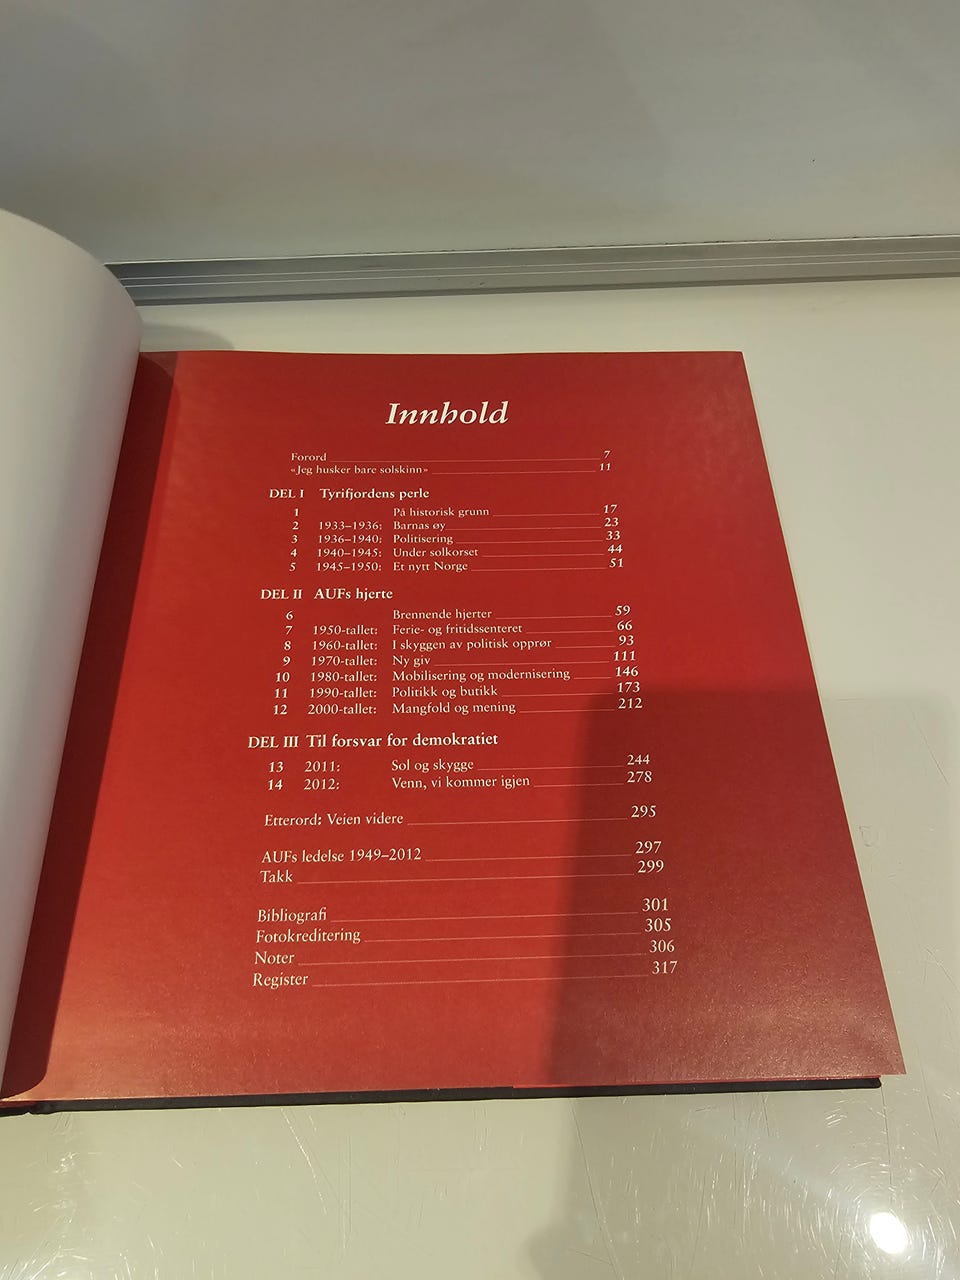 Innhold
Forord 7
«Jeg husker bare solskinn» 11
DEL I Tyrifjordens perle
1 På historisk grunn 17
2 1933–1936: Barnas øy 23
3 1936–1940: Politisering 33
4 1940–1945: Under solkorset 44
5 1945–1950: Et nytt Norge 51
DEL II AUFs hjerte
6 Brennende hjerter 59
7 1950-tallet: Ferie- og fritidssenteret 66
8 1960-tallet: I skyggen av politisk opprør 93
9 1970-tallet: Ny giv 111
10 1980-tallet: Mobilisering og modernisering 146
11 1990-tallet: Politikk og butikk 173
12 2000-tallet: Mangfold og mening 212
DEL III Til forsvar for demokratiet
13 2011: Sol og skygge 244
14 2012: Venn, vi kommer igjen 278
Etterord: Veien videre 295
AUFs ledelse 1949–2012 297
Takk 299
Bibliografi 301
Fotokreditering 305
Noter 306
Register 317